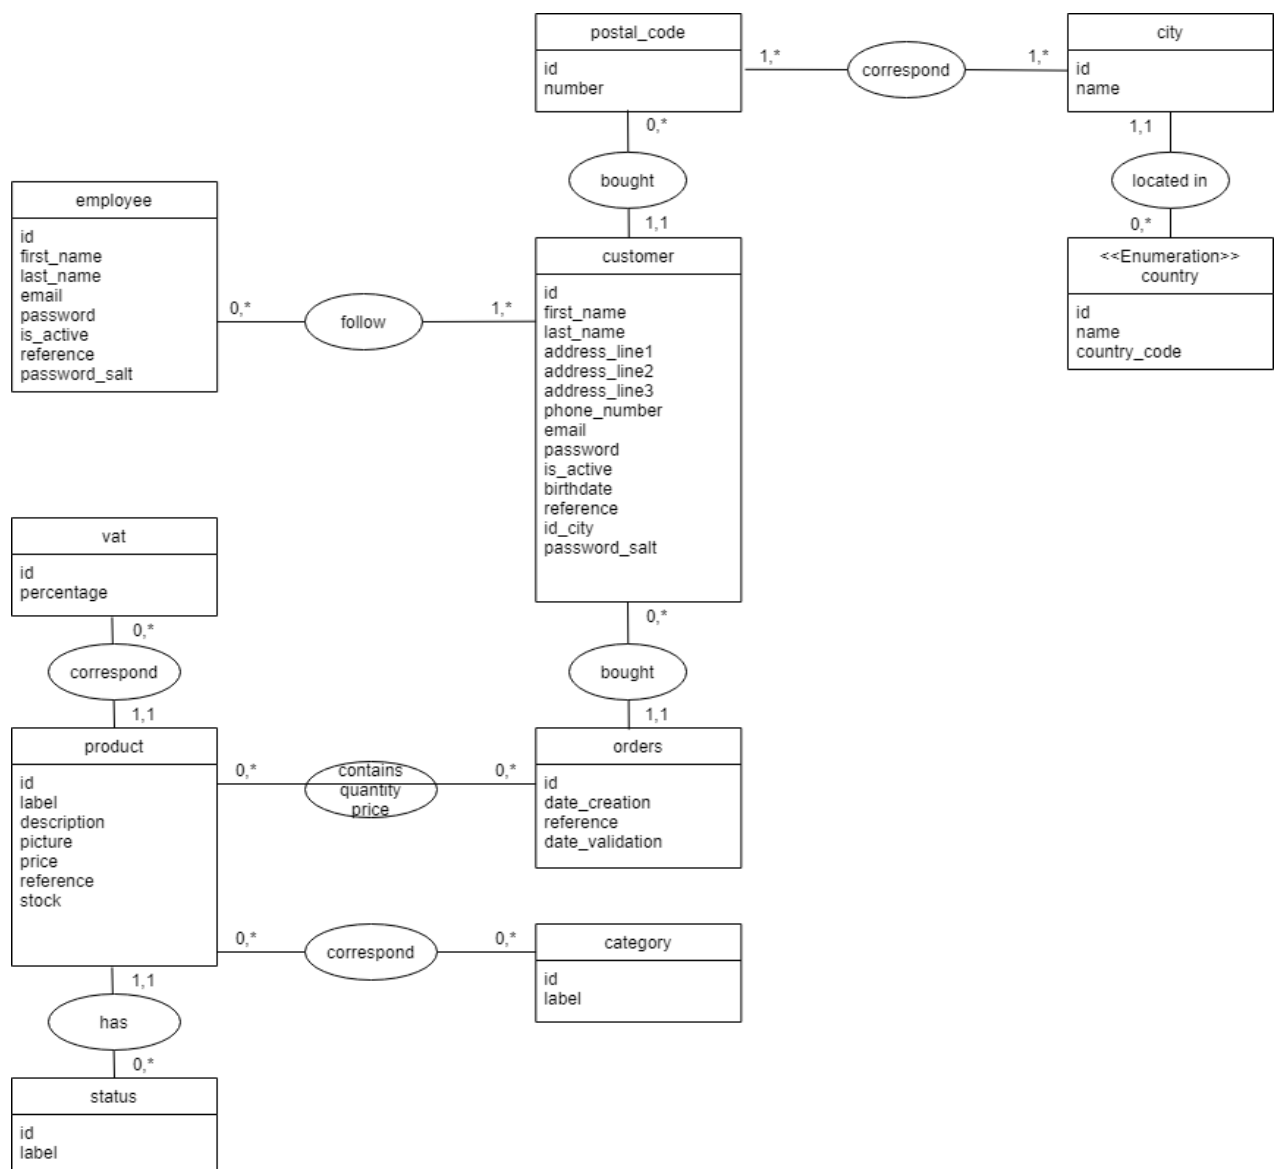 postal_code
id
number
1,*
correspond
1,*
city
id
name
0,*
bought
1,1
1,1
located in
0,*
<<Enumeration>>
country
id
name
country_code
employee
id
first_name
last_name
email
password
is_active
reference
password_salt
0,*
follow
1,*
customer
id
first_name
last_name
address_line1
address_line2
address_line3
phone_number
email
password
is_active
birthdate
reference
id_city
password_salt
vat
id
percentage
0,*
correspond
1,1
0,*
bought
1,1
product
id
label
description
picture
price
reference
stock
0,*
contains
quantity
price
0,*
orders
id
date_creation
reference
date_validation
0,*
correspond
0,*
category
id
label
1,1
has
0,*
status
id
label